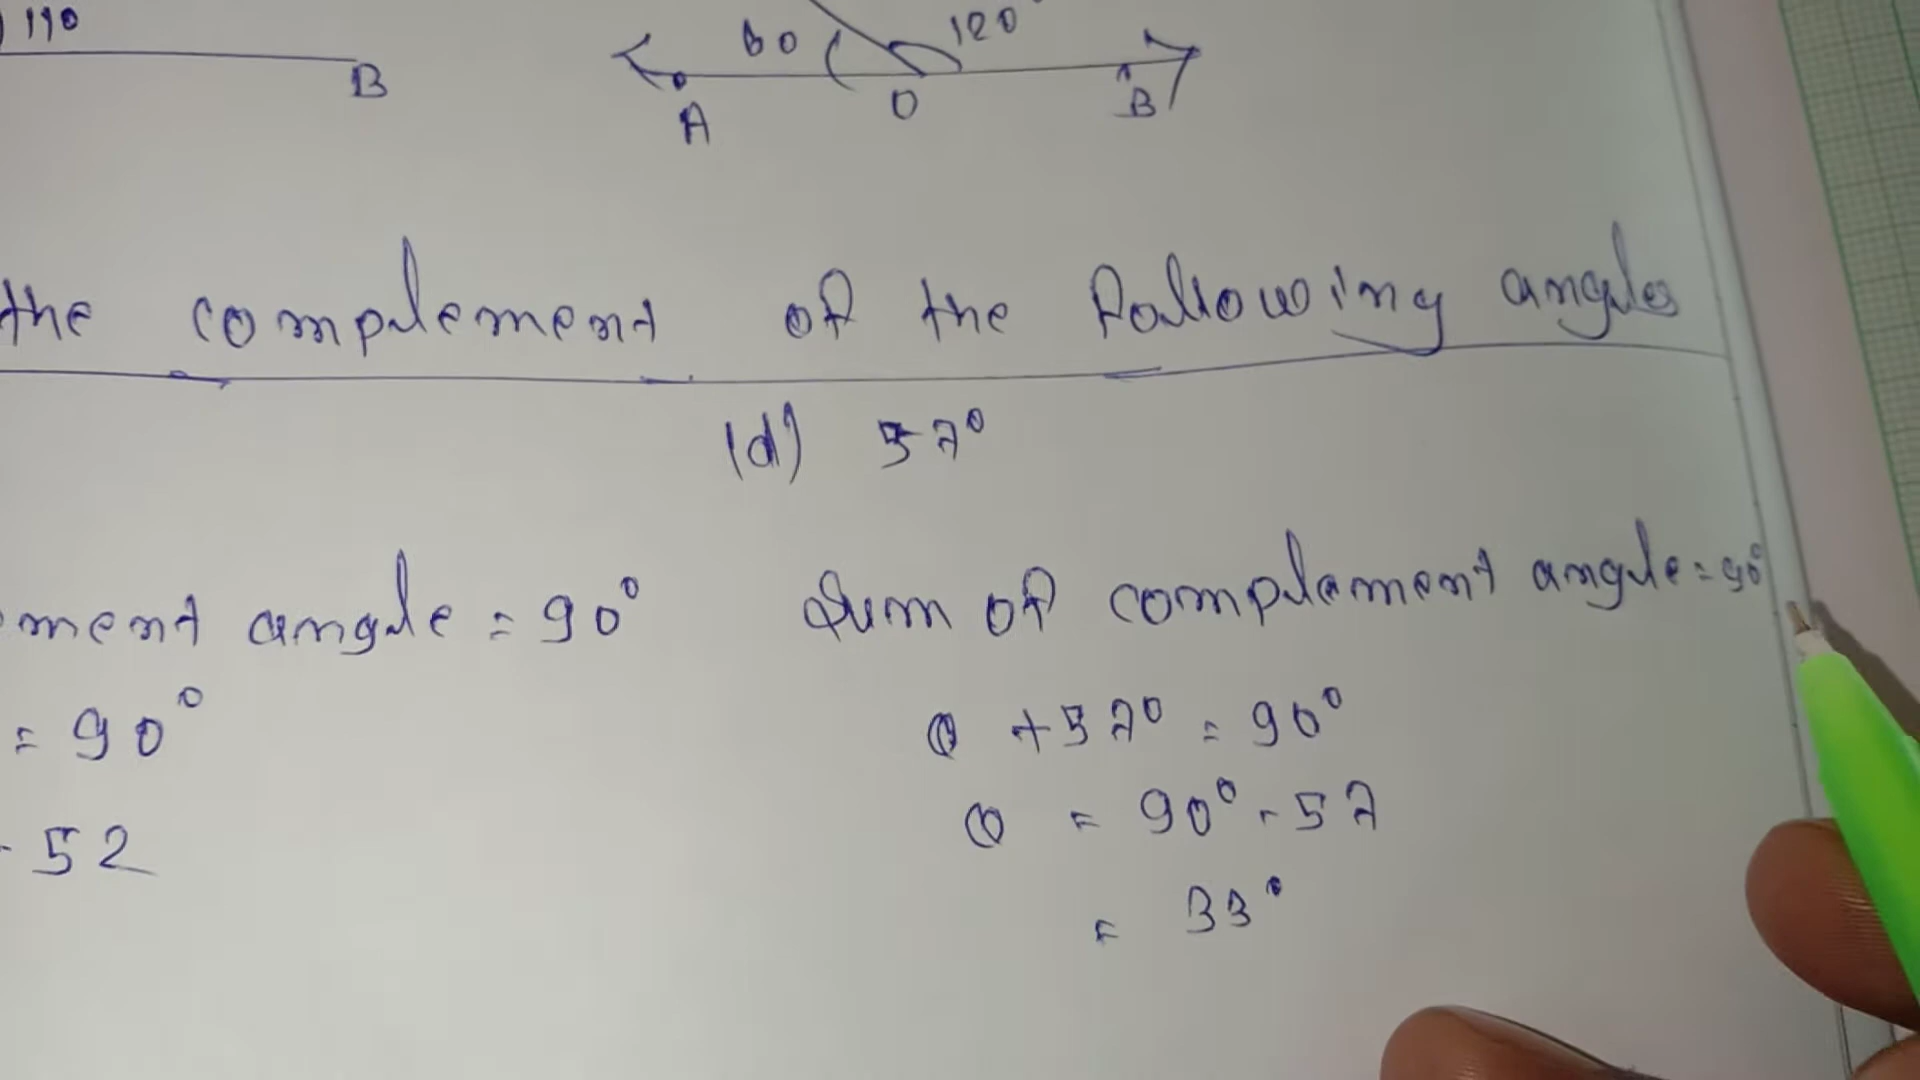 110
B
60 120°
A O B
the complement of the following angles
(d) 57°
ment angle = 90°
= 90°
- 52
Sum of complement angle = 90°
θ + 57° = 90°
θ = 90° - 57
= 33°